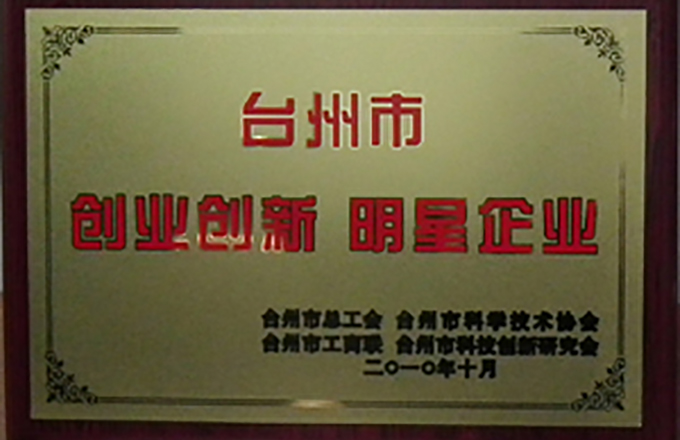 台州市
创业创新 明星企业
台州市总工会 台州市科学技术协会
台州市工商联 台州市科技创新研究会
二〇一〇年十月